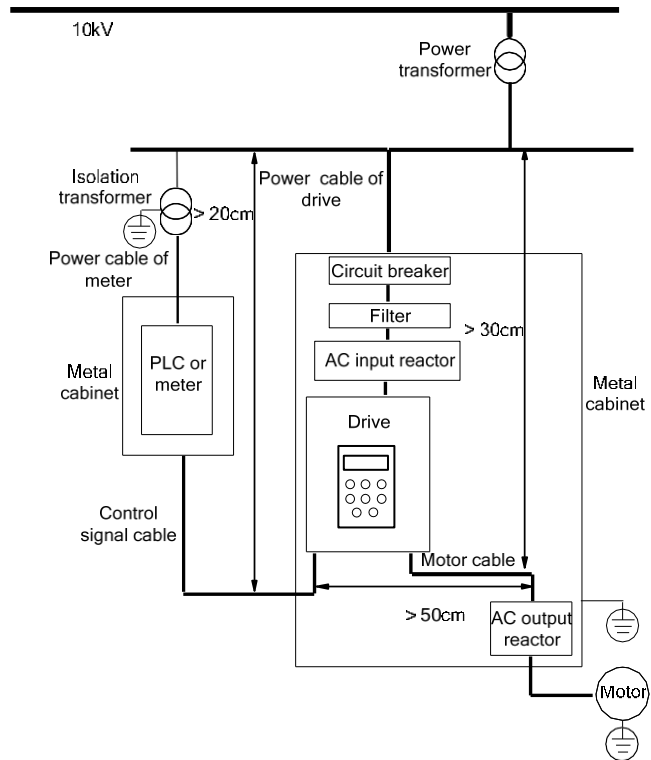 10kV
Power
transformer
Isolation
transformer
> 20cm
Power cable of
drive
Power cable of
meter
Circuit breaker
Filter
> 30cm
AC input reactor
PLC or
meter
Metal
cabinet
Metal
cabinet
Drive
Control
signal cable
Motor cable
> 50cm
AC output
reactor
Motor